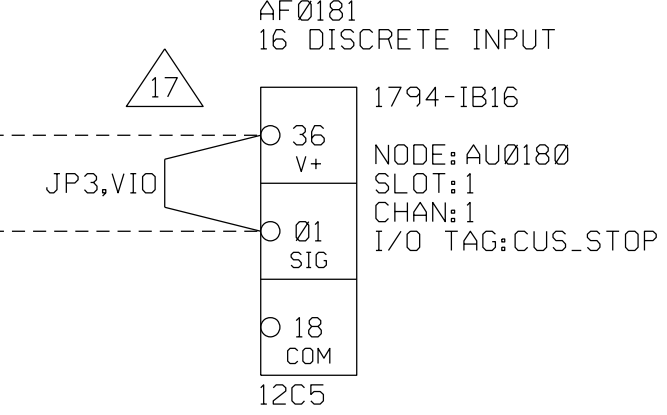 AFØ181
16 DISCRETE INPUT
17
1794-IB16
36
V+
NODE:AUØ180
JP3,VIO
SLOT:1
CHAN:1
Ø1
I/O TAG:CUS_STOP
SIG
18
COM
12C5